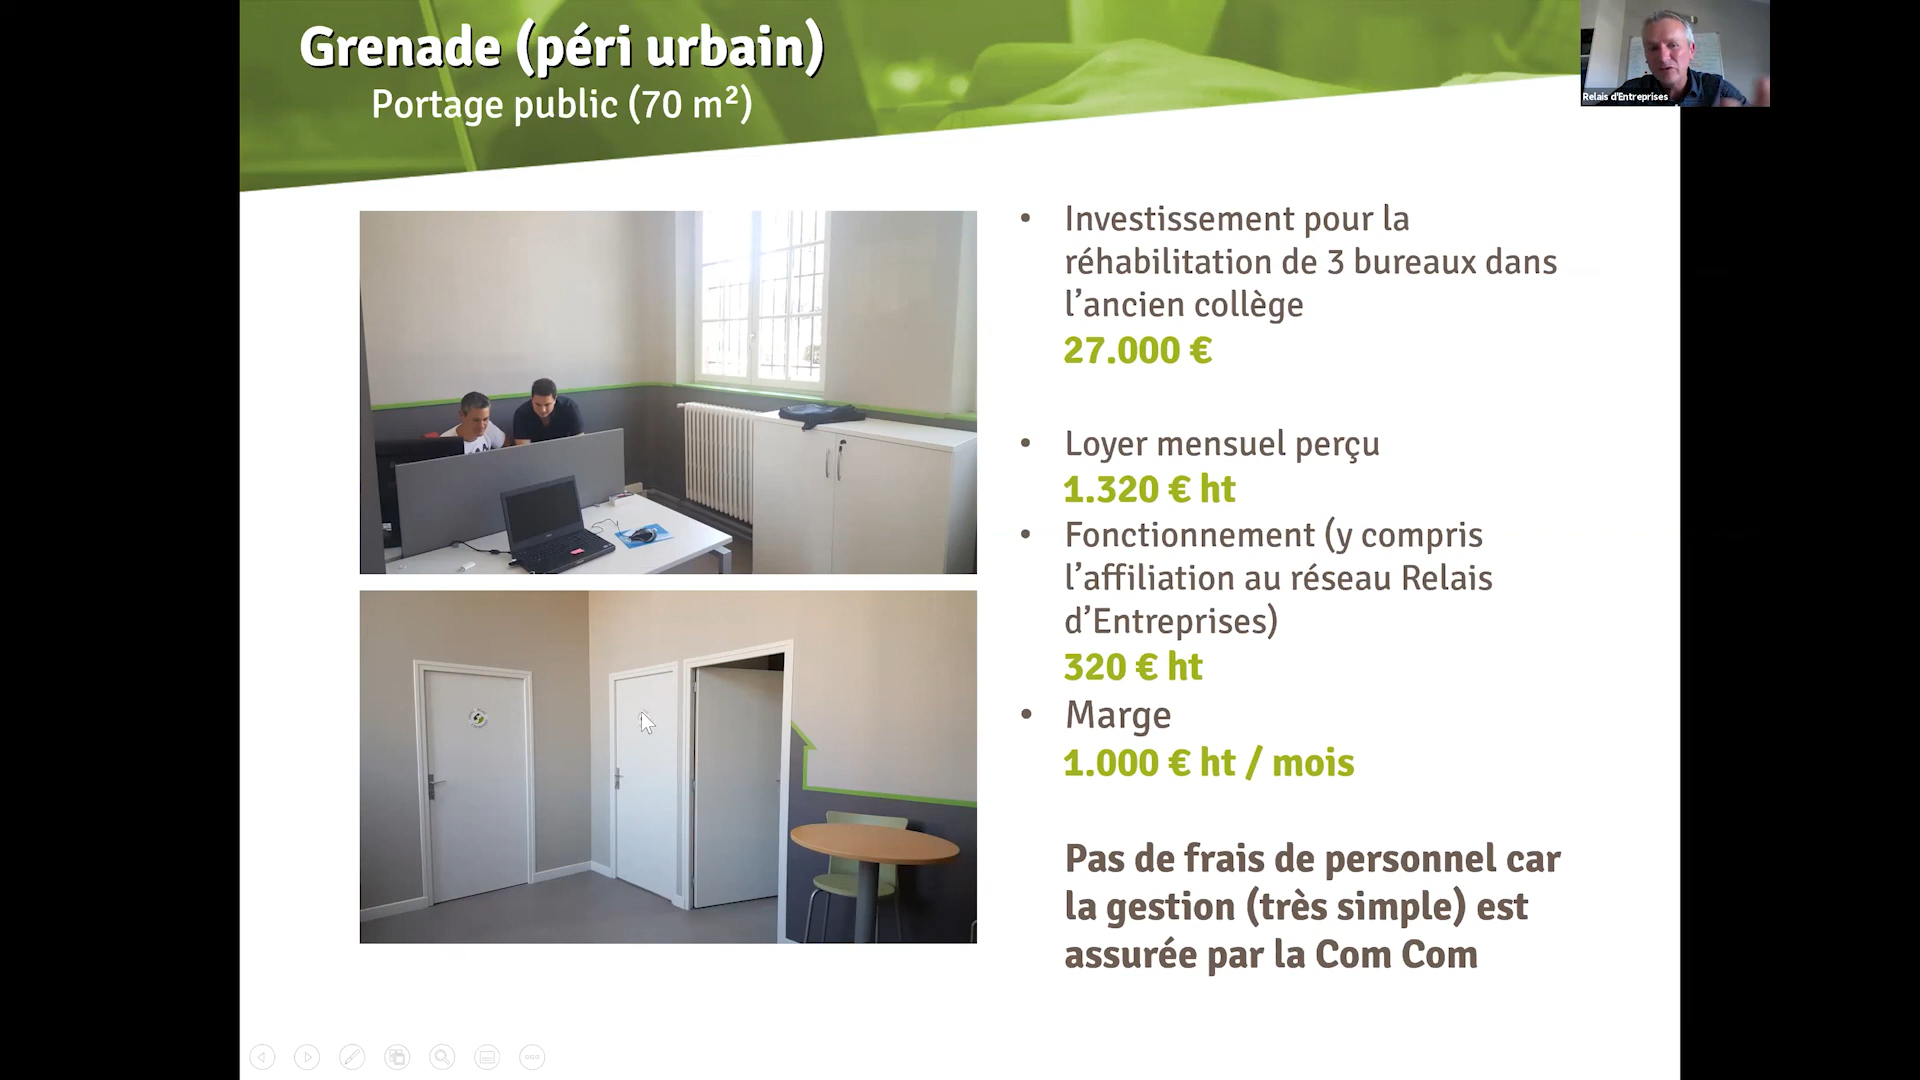 Grenade (péri urbain)
Portage public (70 m²)
Relais d'Entreprises
• Investissement pour la
réhabilitation de 3 bureaux dans
l’ancien collège
27.000 €
• Loyer mensuel perçu
1.320 € ht
• Fonctionnement (y compris
l’affiliation au réseau Relais
d’Entreprises)
320 € ht
• Marge
1.000 € ht / mois
Pas de frais de personnel car
la gestion (très simple) est
assurée par la Com Com